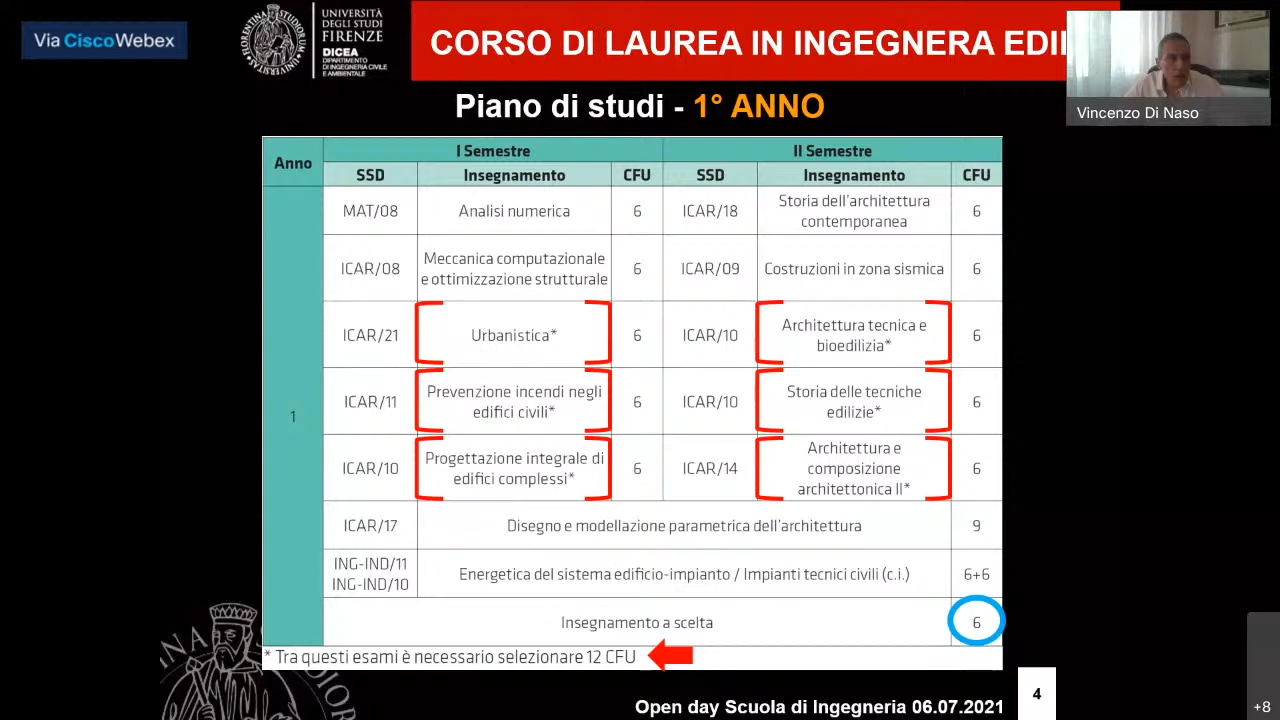 Via CiscoWebex
UNIVERSITÀ
DEGLI STUDI
FIRENZE
DICEA
DIPARTIMENTO
DI INGEGNERIA CIVILE
E AMBIENTALE
CORSO DI LAUREA IN INGEGNERA EDI
Vincenzo Di Naso
Piano di studi - 1° ANNO
Anno
I Semestre
II Semestre
SSD
Insegnamento
CFU
SSD
Insegnamento
CFU
1
MAT/08
Analisi numerica
6
ICAR/18
Storia dell'architettura
contemporanea
6
ICAR/08
Meccanica computazionale
e ottimizzazione strutturale
6
ICAR/09
Costruzioni in zona sismica
6
ICAR/21
Urbanistica*
6
ICAR/10
Architettura tecnica e
bioedilizia*
6
ICAR/11
Prevenzione incendi negli
edifici civili*
6
ICAR/10
Storia delle tecniche
edilizie*
6
ICAR/10
Progettazione integrale di
edifici complessi*
6
ICAR/14
Architettura e
composizione
architettonica II*
6
ICAR/17
Disegno e modellazione parametrica dell'architettura
9
ING-IND/11
ING-IND/10
Energetica del sistema edificio-impianto / Impianti tecnici civili (c.i.)
6+6
Insegnamento a scelta
6
* Tra questi esami è necessario selezionare 12 CFU
Open day Scuola di Ingegneria 06.07.2021
4
+8